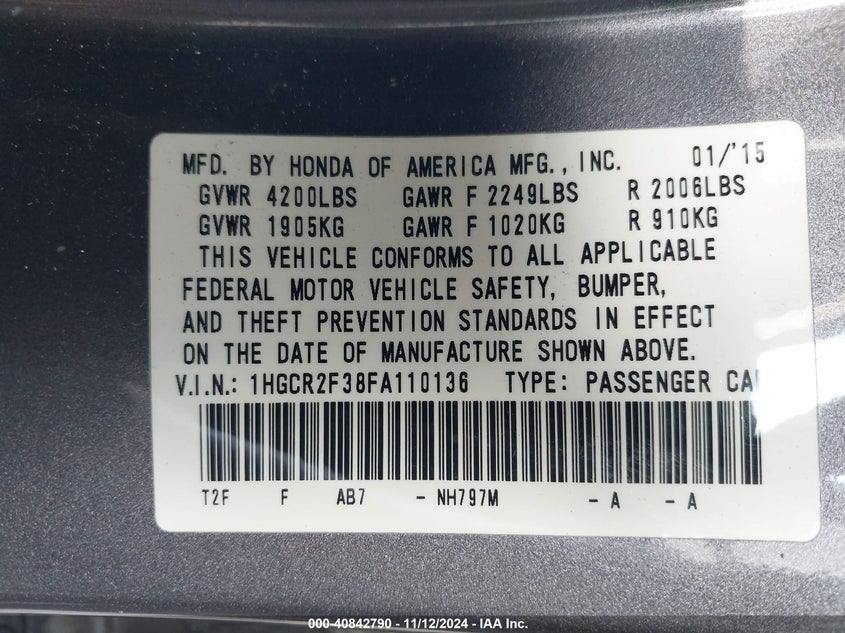 MFD. BY HONDA OF AMERICA MFG., INC. 01/'15
GVWR 4200LBS GAWR F 2249LBS R 2006LBS
GVWR 1905KG GAWR F 1020KG R 910KG
THIS VEHICLE CONFORMS TO ALL APPLICABLE
FEDERAL MOTOR VEHICLE SAFETY, BUMPER,
AND THEFT PREVENTION STANDARDS IN EFFECT
ON THE DATE OF MANUFACTURE SHOWN ABOVE.
V.I.N.: 1HGCR2F38FA110136 TYPE: PASSENGER CA
T2F F AB7 - NH797M - A - A
000-40842790 - 11/12/2024 - IAA Inc.